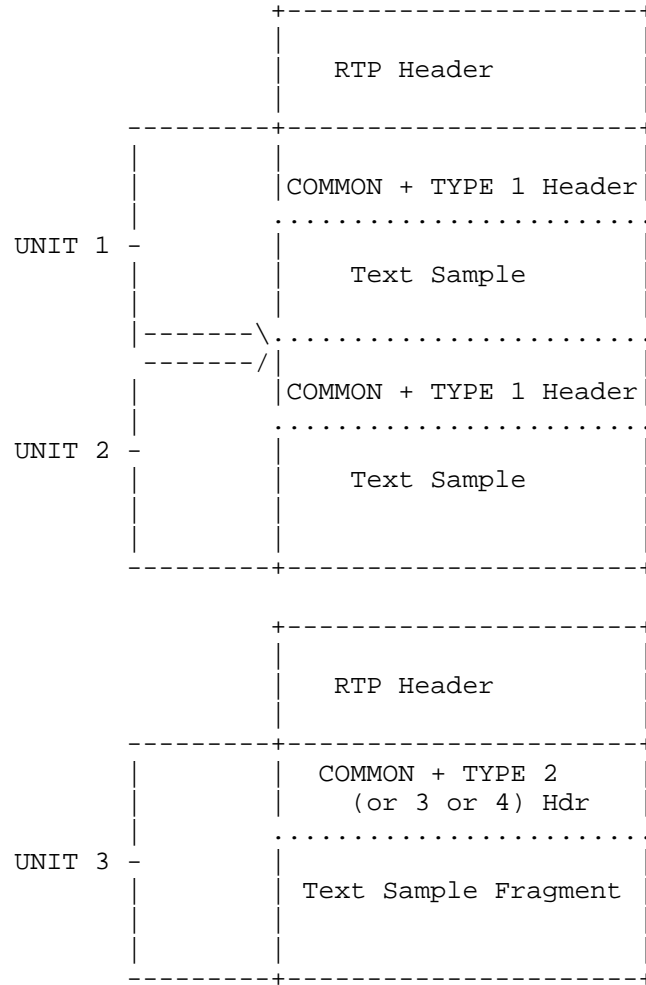 RTP Header
COMMON + TYPE 1 Header
UNIT 1
Text Sample
COMMON + TYPE 1 Header
UNIT 2
Text Sample
RTP Header
COMMON + TYPE 2
(or 3 or 4) Hdr
UNIT 3
Text Sample Fragment